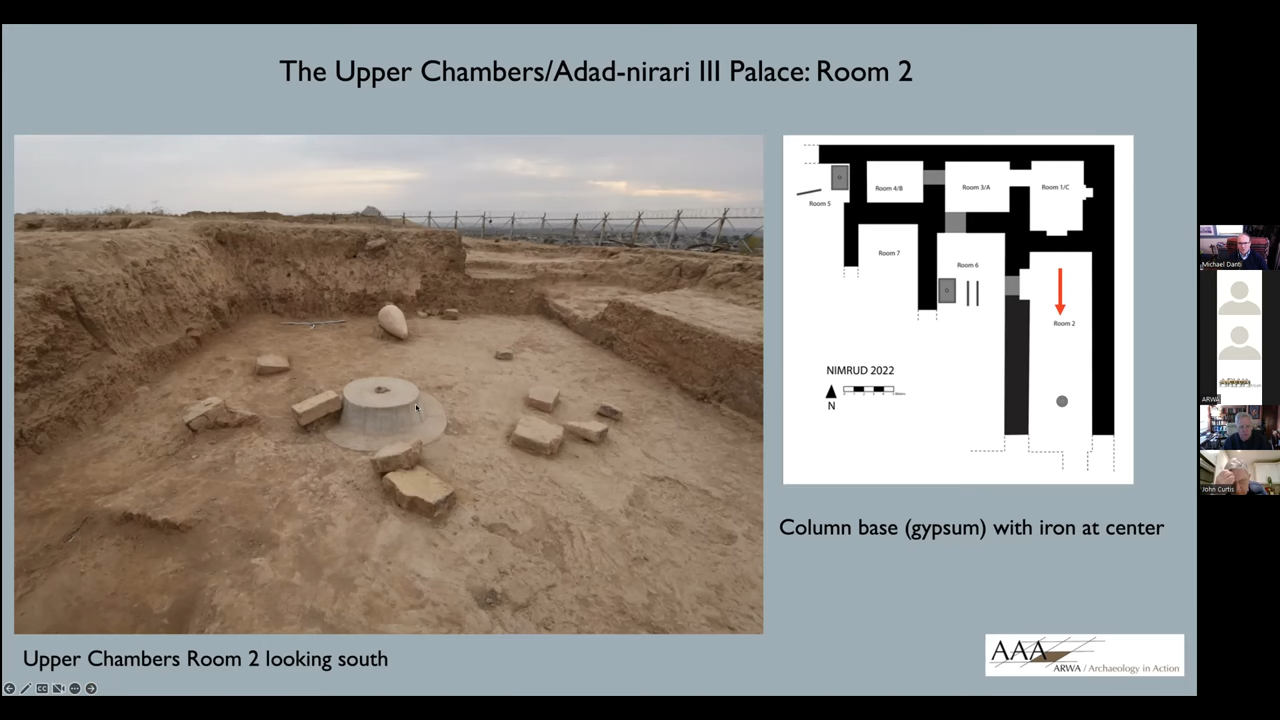 The Upper Chambers/Adad-nirari III Palace: Room 2
Room 4/B
Room 3/A
Room 1/C
Room 5
Room 7
Room 6
Room 2
NIMRUD 2022
N
Column base (gypsum) with iron at center
Upper Chambers Room 2 looking south
AAA
ARWA / Archaeology in Action
Michael Danti
ARWA
John Curtis